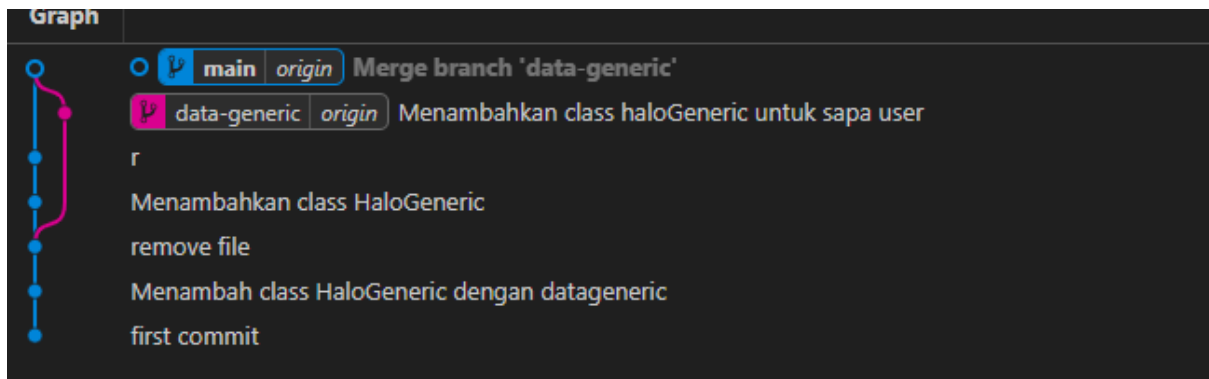 Graph
main origin Merge branch 'data-generic'
data-generic origin Menambahkan class haloGeneric untuk sapa user
r
Menambahkan class HaloGeneric
remove file
Menambah class HaloGeneric dengan datageneric
first commit